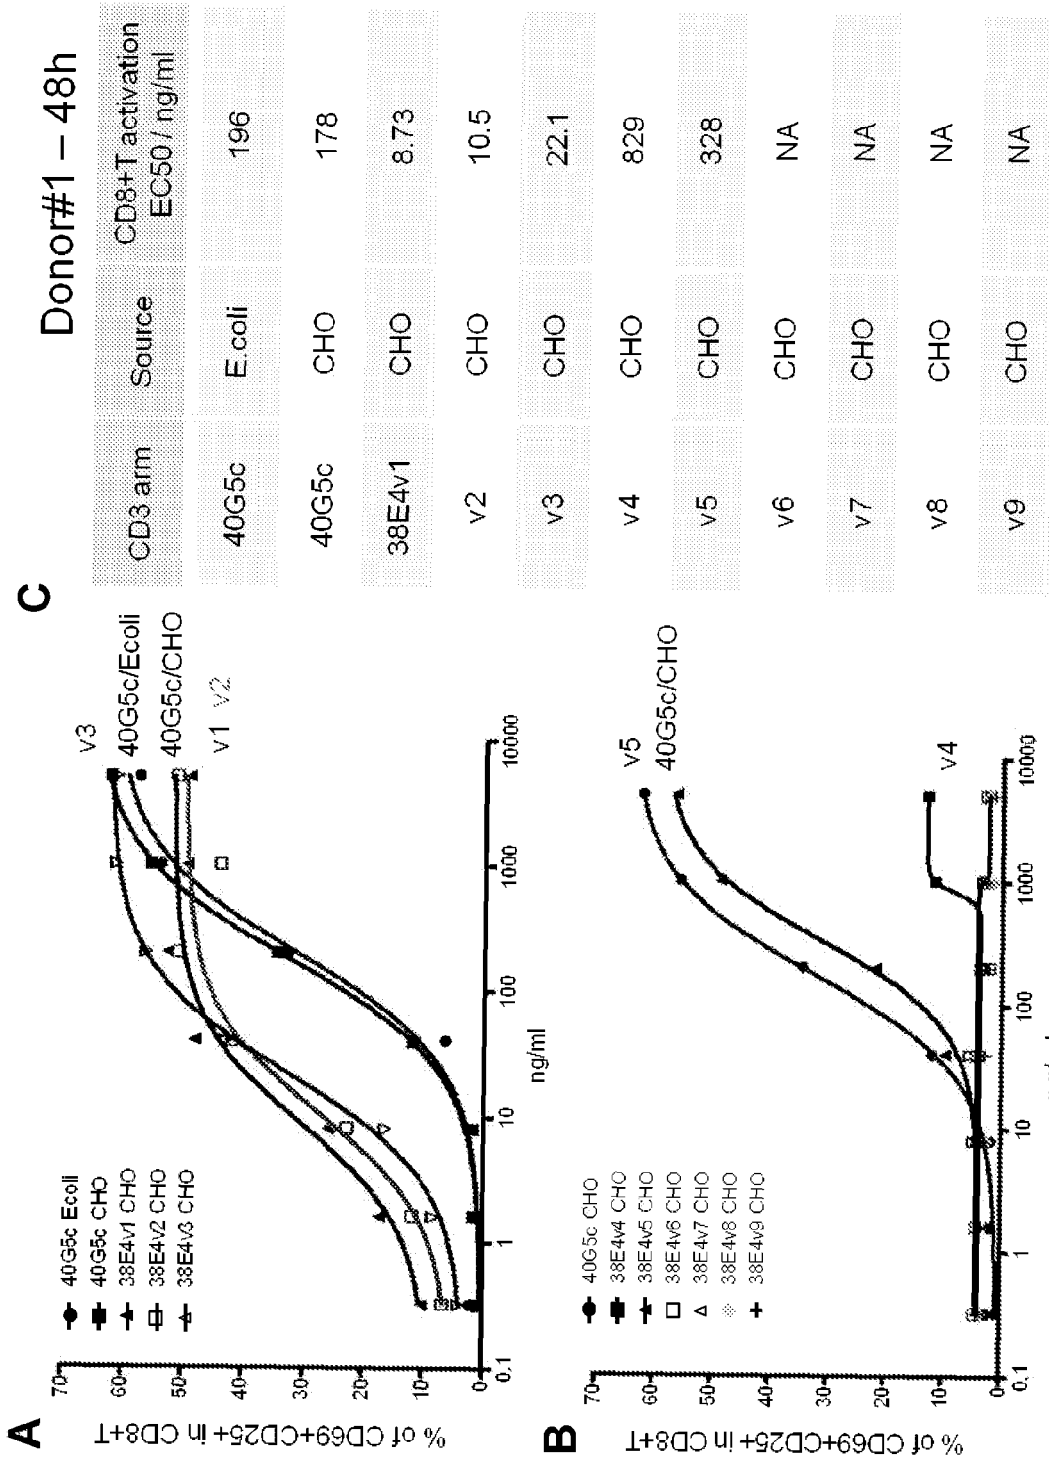 A
% of CD69+CD25+ in CD8+T
70
60
50
40
30
20
10
0
0.1
1
10
100
1000
10000
ng/ml
40G5c Ecoli
40G5c CHO
38E4v1 CHO
38E4v2 CHO
38E4v3 CHO
v3
40G5c/Ecoli
40G5c/CHO
v1 v2
B
% of CD69+CD25+ in CD8+T
70
60
50
40
30
20
10
0
0.1
1
10
100
1000
10000
40G5c CHO
38E4v4 CHO
38E4v5 CHO
38E4v6 CHO
38E4v7 CHO
38E4v8 CHO
38E4v9 CHO
v5
40G5c/CHO
v4
C
Donor#1 – 48h
CD3 arm Source CD8+T activation
EC50 / ng/ml
40G5c E.coli 196
40G5c CHO 178
38E4v1 CHO 8.73
v2 CHO 10.5
v3 CHO 22.1
v4 CHO 829
v5 CHO 328
v6 CHO NA
v7 CHO NA
v8 CHO NA
v9 CHO NA